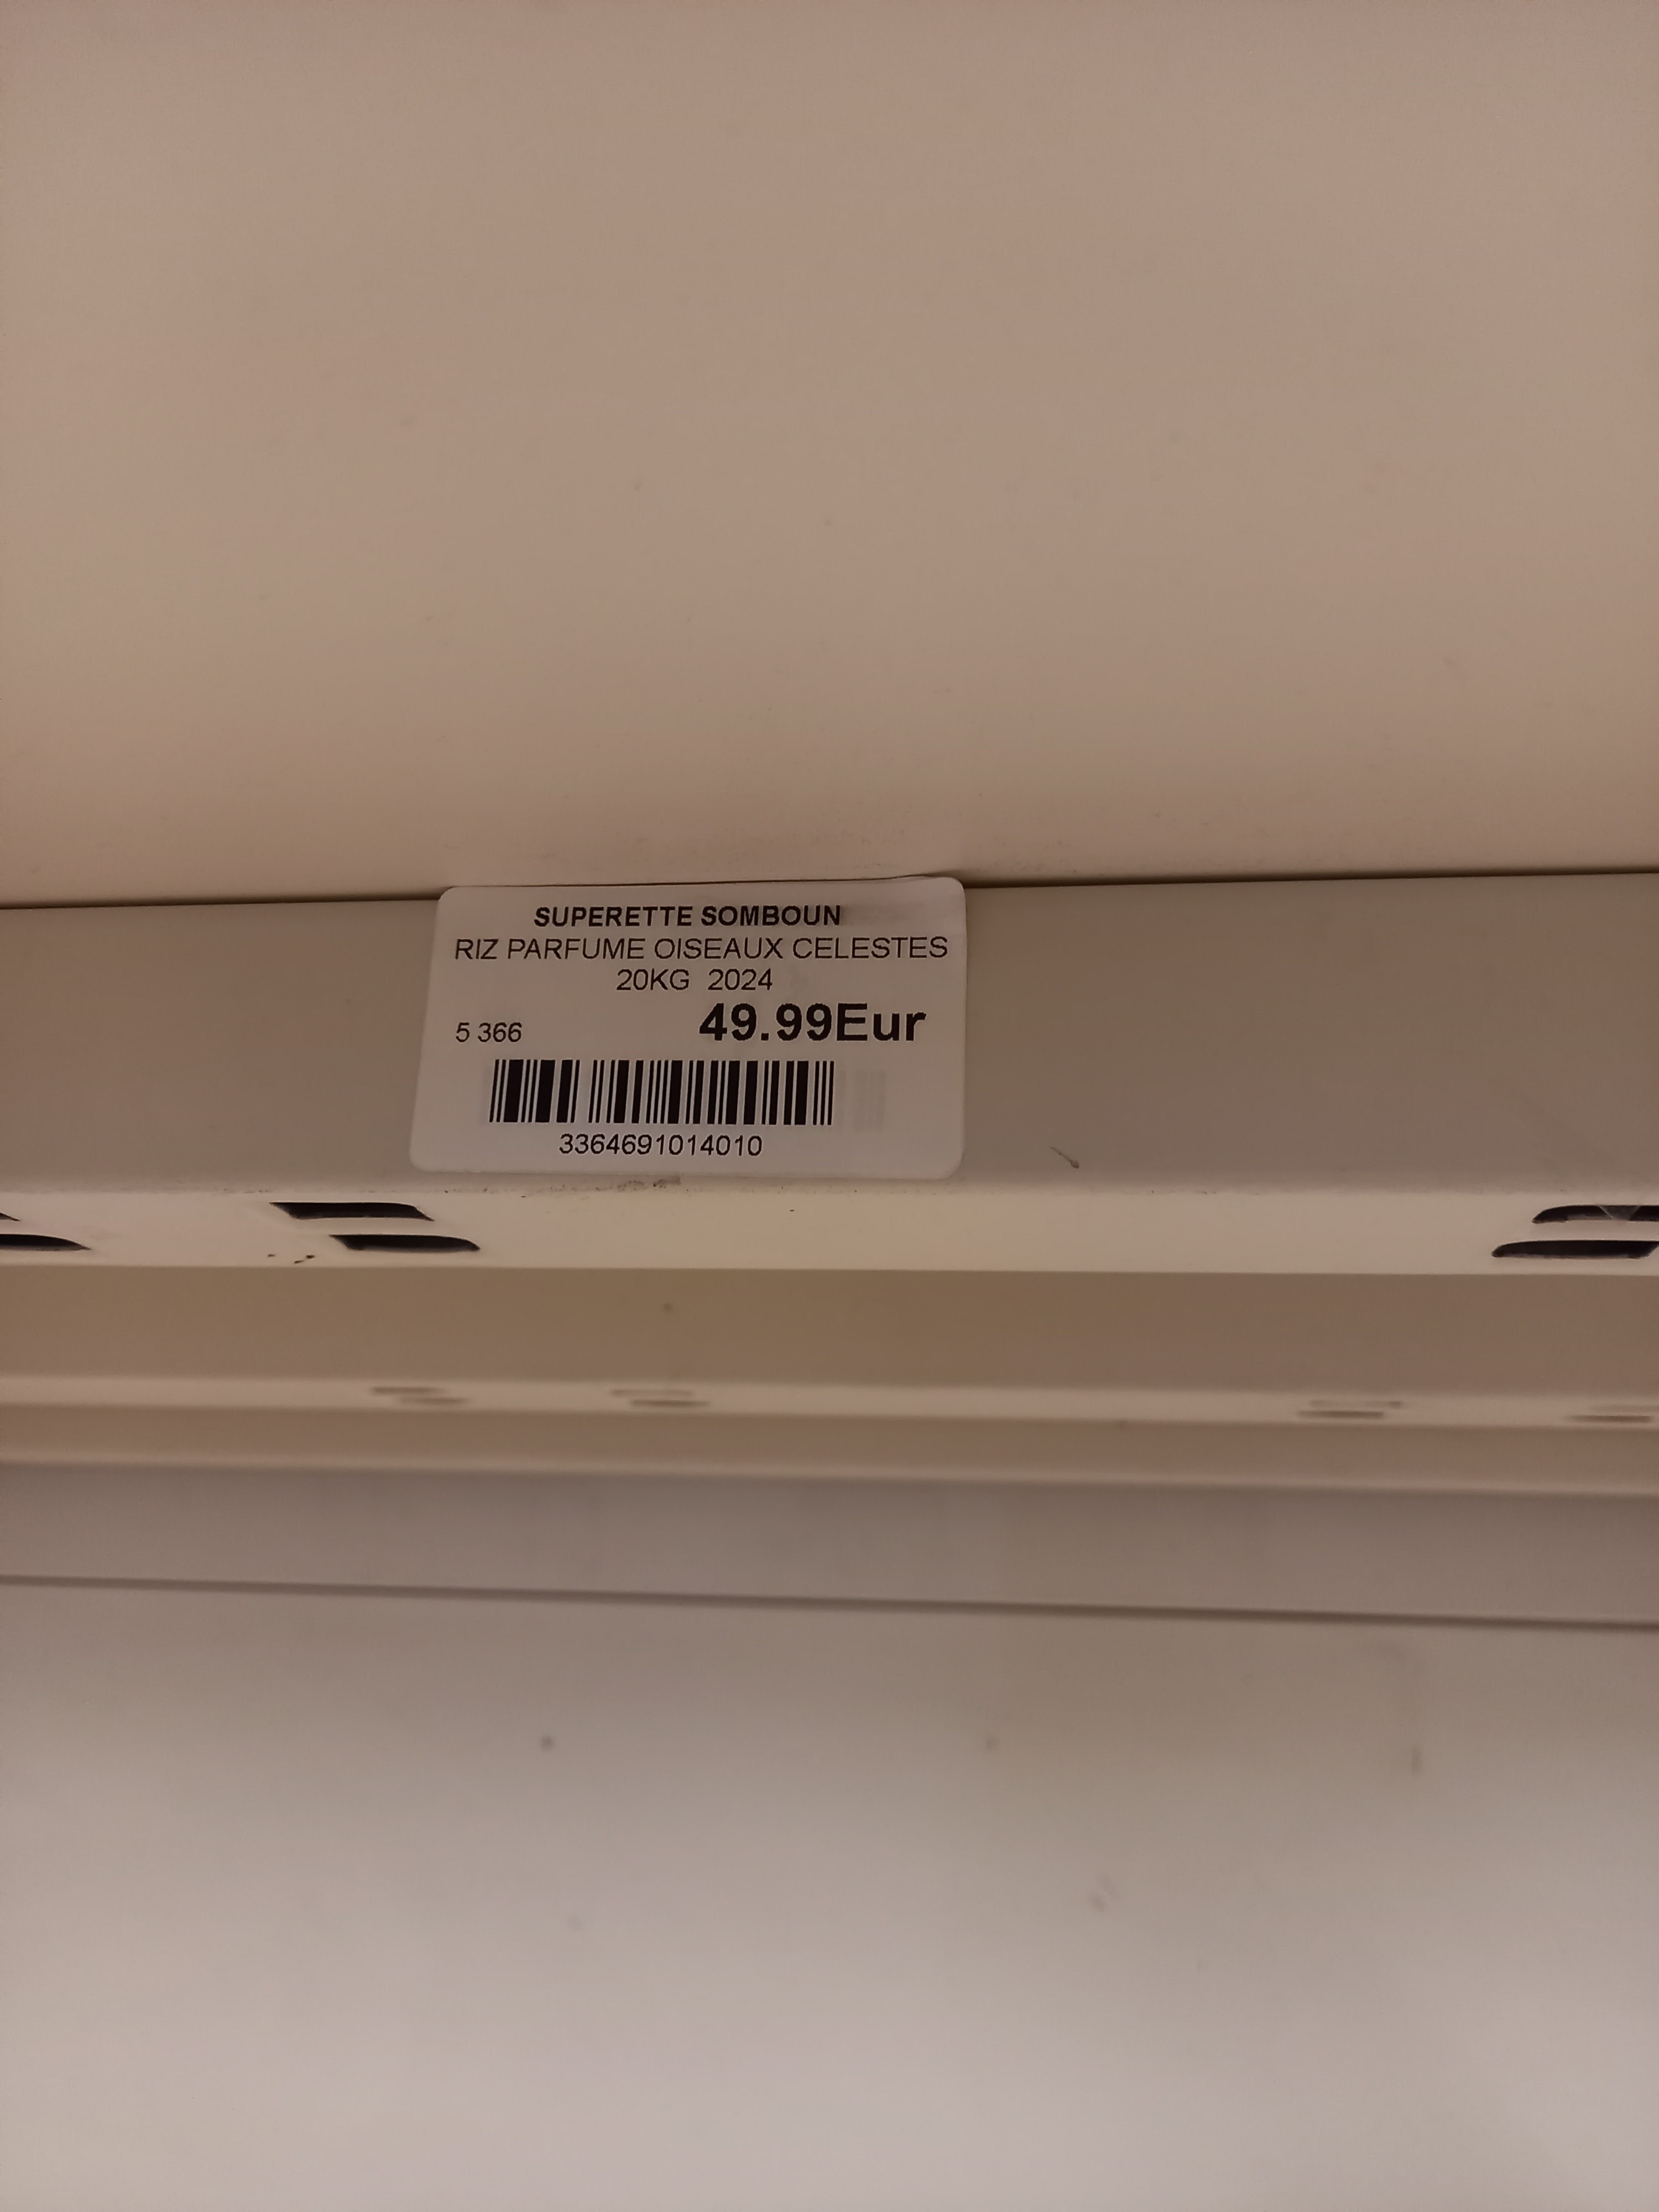 SUPERETTE SOMBOUN
RIZ PARFUME OISEAUX CELESTES
20KG 2024
5 366 49.99Eur
3364691014010